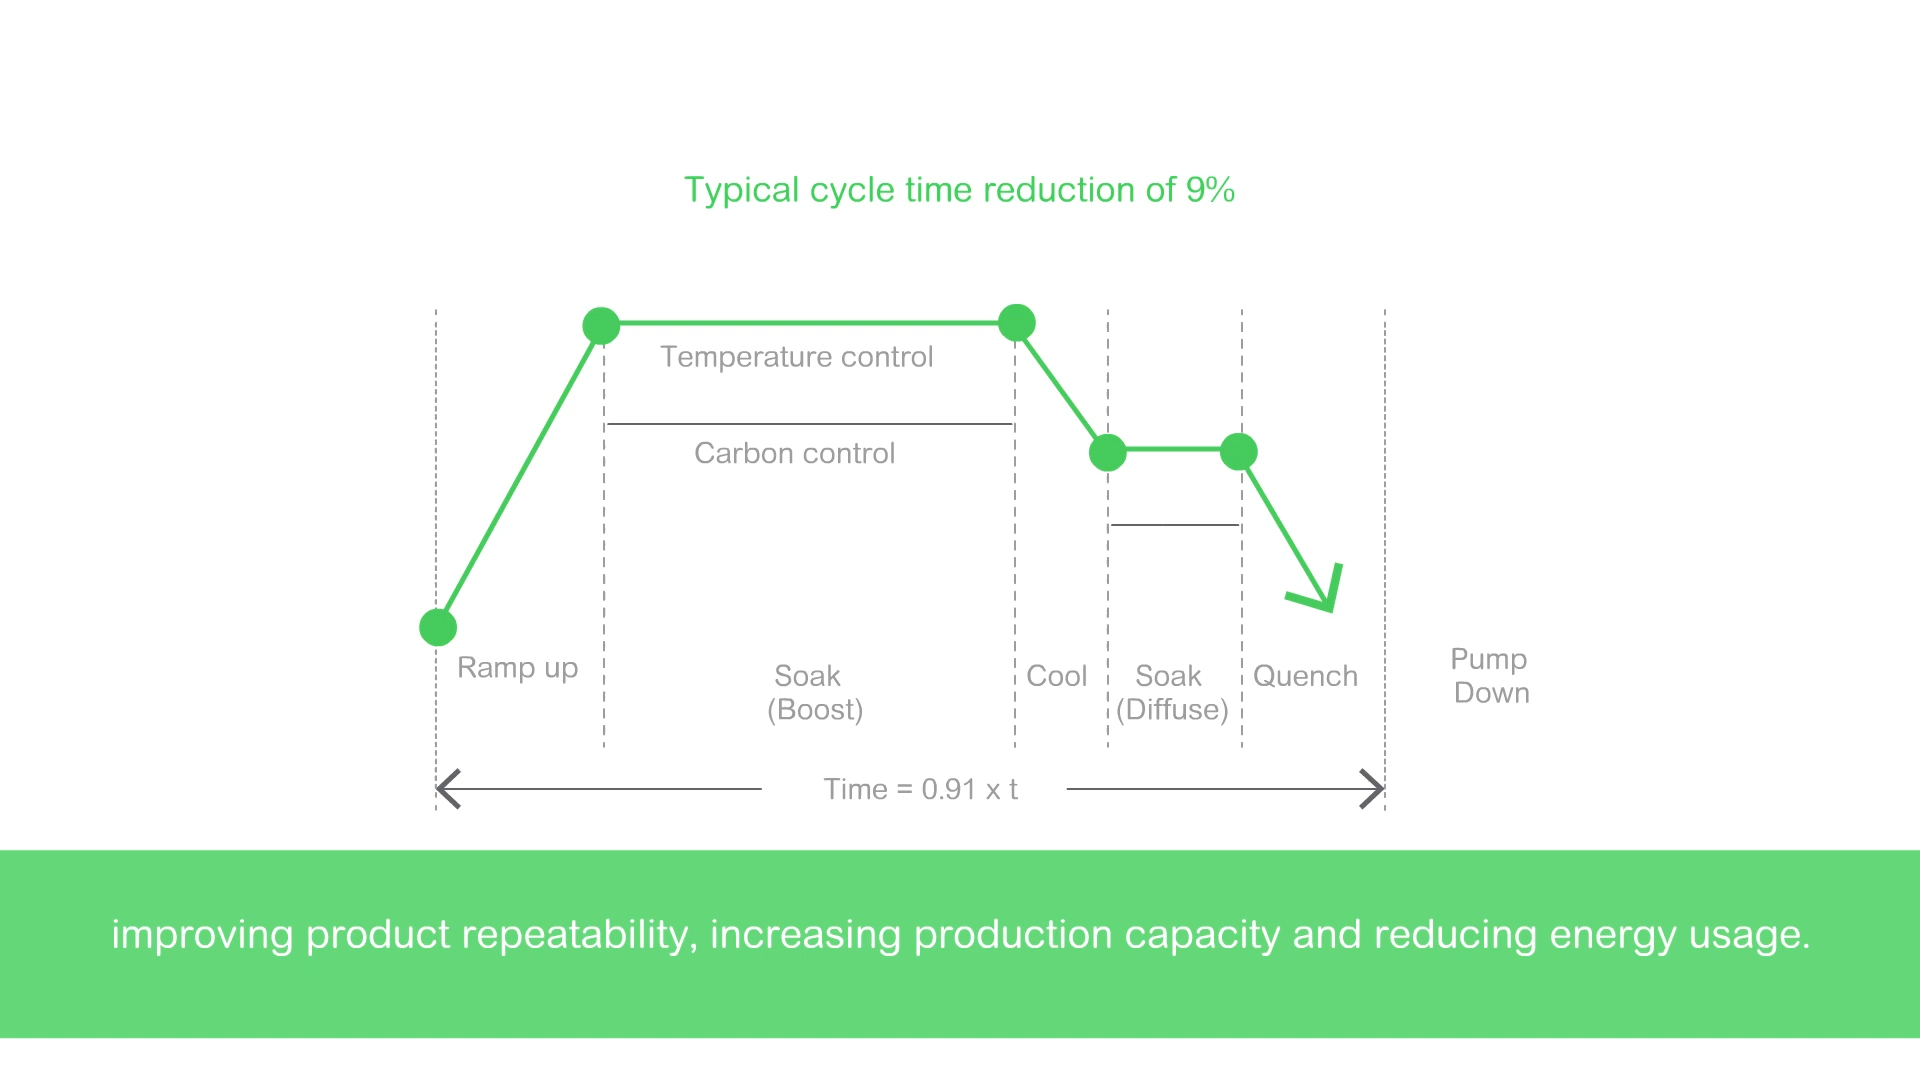 Typical cycle time reduction of 9%
Temperature control
Carbon control
Ramp up
Soak
(Boost)
Cool
Soak
(Diffuse)
Quench
Pump
Down
Time = 0.91 x t
improving product repeatability, increasing production capacity and reducing energy usage.